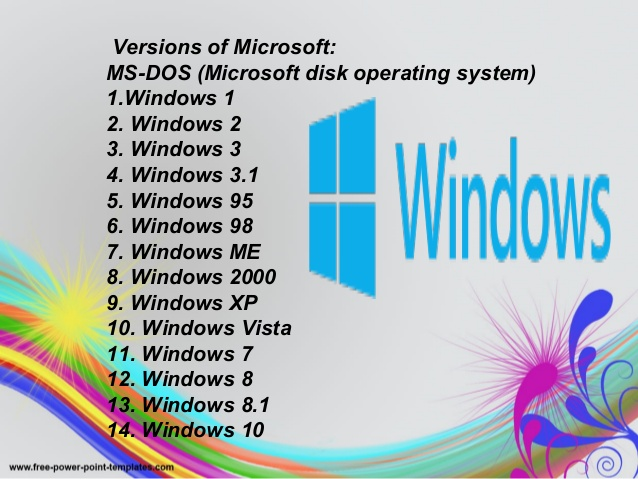 Versions of Microsoft:
MS-DOS (Microsoft disk operating system)
1.Windows 1
2. Windows 2
3. Windows 3
4. Windows 3.1
5. Windows 95
6. Windows 98
7. Windows ME
8. Windows 2000
9. Windows XP
10. Windows Vista
11. Windows 7
12. Windows 8
13. Windows 8.1
14. Windows 10
Windows
www.free-power-point-templates.com